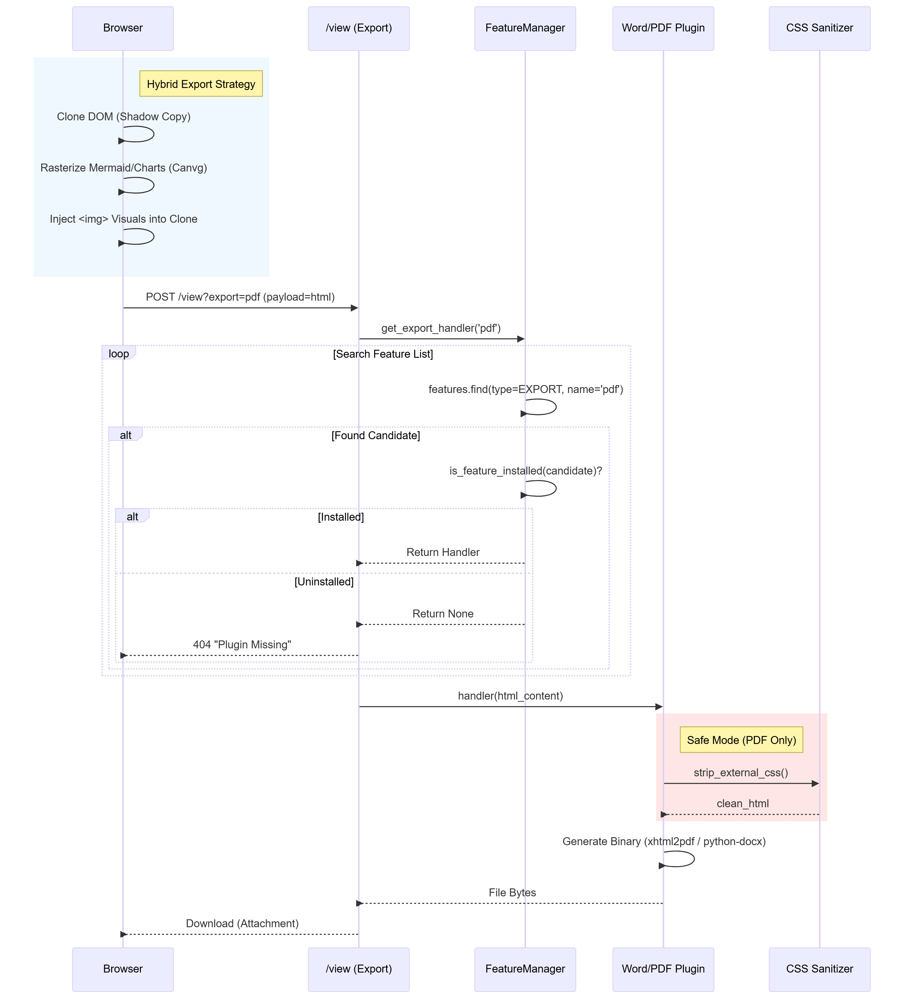 Browser
/view (Export)
FeatureManager
Word/PDF Plugin
CSS Sanitizer
Hybrid Export Strategy
Clone DOM (Shadow Copy)
Rasterize Mermaid/Charts (Canvg)
Inject <img> Visuals into Clone
POST /view?export=pdf (payload=html)
get_export_handler('pdf')
loop
[Search Feature List]
features.find(type=EXPORT, name='pdf')
alt
[Found Candidate]
is_feature_installed(candidate)?
alt
[Installed]
Return Handler
[Uninstalled]
Return None
404 "Plugin Missing"
handler(html_content)
Safe Mode (PDF Only)
strip_external_css()
clean_html
Generate Binary (xhtml2pdf / python-docx)
File Bytes
Download (Attachment)
Browser
/view (Export)
FeatureManager
Word/PDF Plugin
CSS Sanitizer